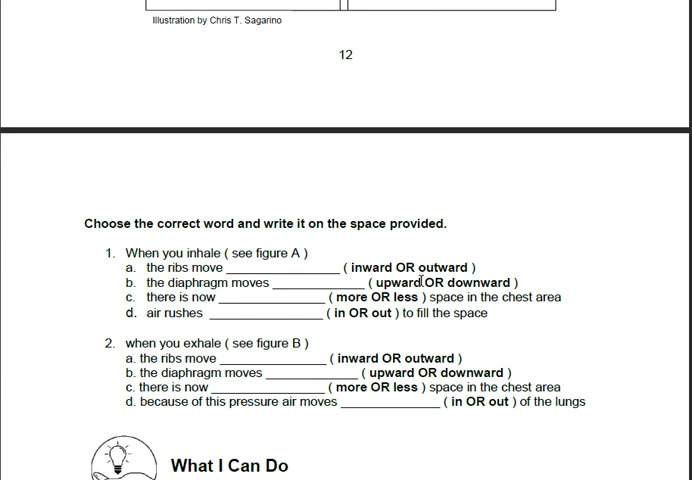 Illustration by Chris T. Sagarino
12
Choose the correct word and write it on the space provided.
1. When you inhale ( see figure A )
a. the ribs move _______________ ( inward OR outward )
b. the diaphragm moves ____________ ( upward OR downward )
c. there is now ______________ ( more OR less ) space in the chest area
d. air rushes _______________ ( in OR out ) to fill the space
2. when you exhale ( see figure B )
a. the ribs move ______________ ( inward OR outward )
b. the diaphragm moves ____________ ( upward OR downward )
c. there is now _______________ ( more OR less ) space in the chest area
d. because of this pressure air moves _____________ ( in OR out ) of the lungs
What I Can Do